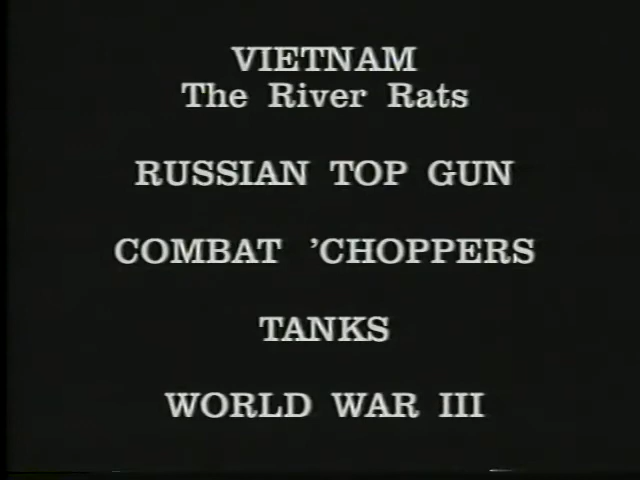 VIETNAM
The River Rats
RUSSIAN TOP GUN
COMBAT 'CHOPPERS
TANKS
WORLD WAR III